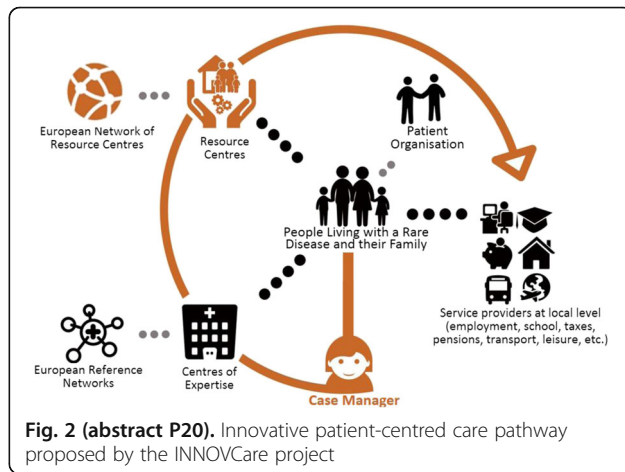 European Network of
Resource Centres
Resource
Centres
Patient
Organisation
People Living with a Rare
Disease and their Family
Service providers at local level
(employment, school, taxes,
pensions, transport, leisure, etc.)
European Reference
Networks
Centres of
Expertise
Case Manager
Fig. 2 (abstract P20). Innovative patient-centred care pathway
proposed by the INNOVCare project